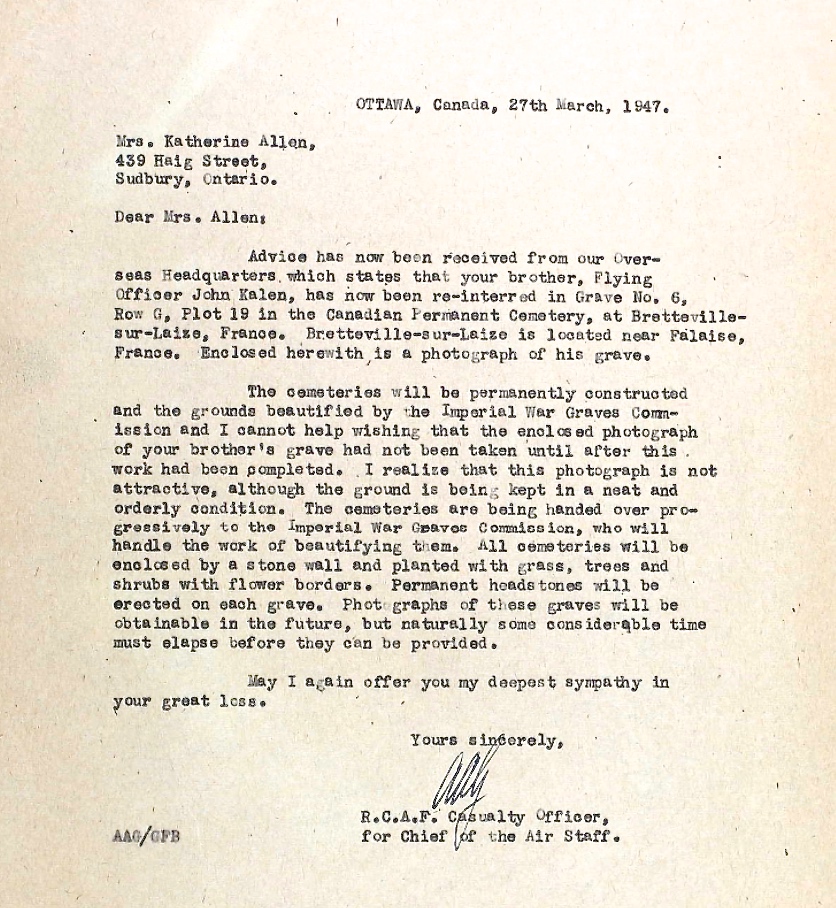 OTTAWA, Canada, 27th March, 1947.
Mrs. Katherine Allen,
439 Haig Street,
Sudbury, Ontario.
Dear Mrs. Allen:
Advice has now been received from our Over-
seas Headquarters which states that your brother, Flying
Officer John Kalen, has now been re-interred in Grave No. 6,
Row G, Plot 19 in the Canadian Permanent Cemetery, at Bretteville-
sur-Laize, France. Bretteville-sur-Laize is located near Falaise,
France. Enclosed herewith is a photograph of his grave.
The cemeteries will be permanently constructed
and the grounds beautified by the Imperial War Graves Comm-
ission and I cannot help wishing that the enclosed photograph
of your brother's grave had not been taken until after this
work had been completed. I realize that this photograph is not
attractive, although the ground is being kept in a neat and
orderly condition. The cemeteries are being handed over pro-
gressively to the Imperial War Graves Commission, who will
handle the work of beautifying them. All cemeteries will be
enclosed by a stone wall and planted with grass, trees and
shrubs with flower borders. Permanent headstones will be
erected on each grave. Photographs of these graves will be
obtainable in the future, but naturally some considerable time
must elapse before they can be provided.
May I again offer you my deepest sympathy in
your great loss.
Yours sincerely,
R.C.A.F. Casualty Officer,
for Chief of the Air Staff.
AAG/GFB